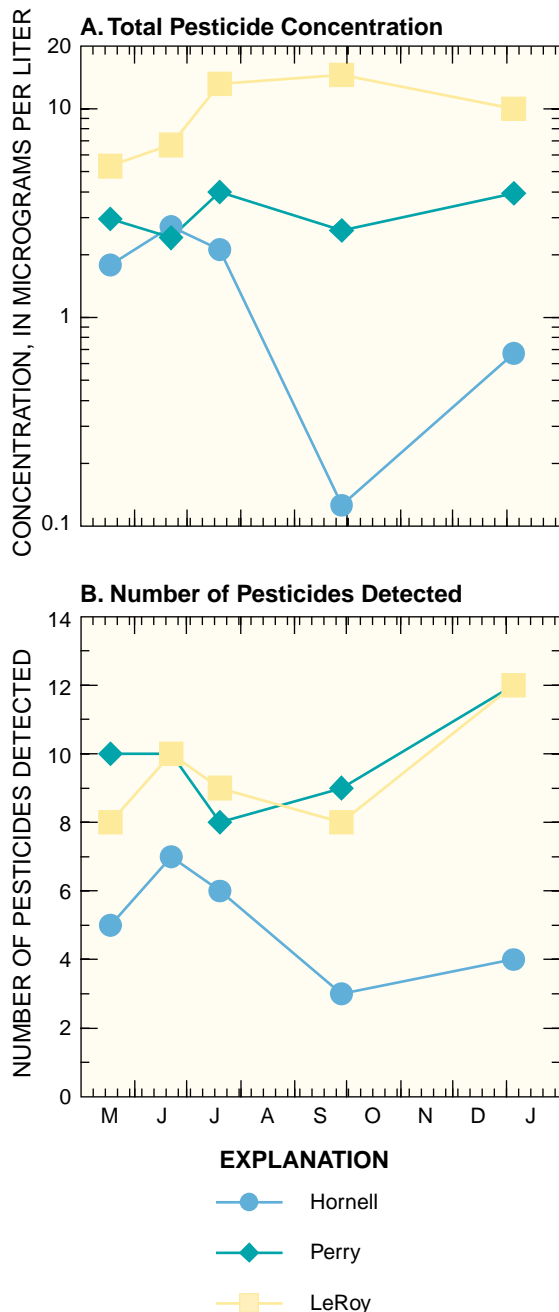 A. Total Pesticide Concentration
CONCENTRATION, IN MICROGRAMS PER LITER
20
10
1
0.1
B. Number of Pesticides Detected
NUMBER OF PESTICIDES DETECTED
14
12
10
8
6
4
2
0
M J J A S O N D J
EXPLANATION
Hornell
Perry
LeRoy